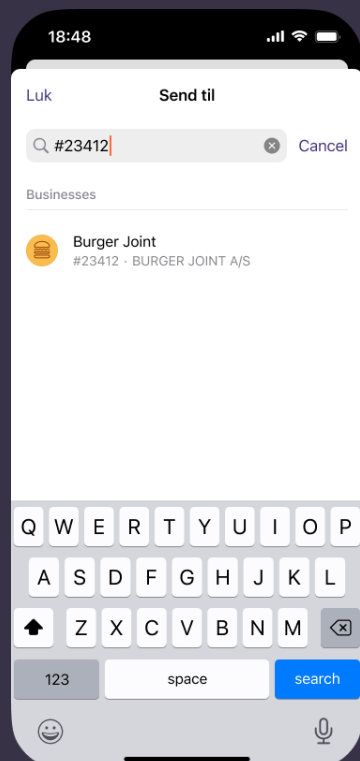 18:48
Luk
Send til
#23412
Cancel
Businesses
Burger Joint
#23412 · BURGER JOINT A/S
Q W E R T Y U I O P
A S D F G H J K L
Z X C V B N M
123 space search